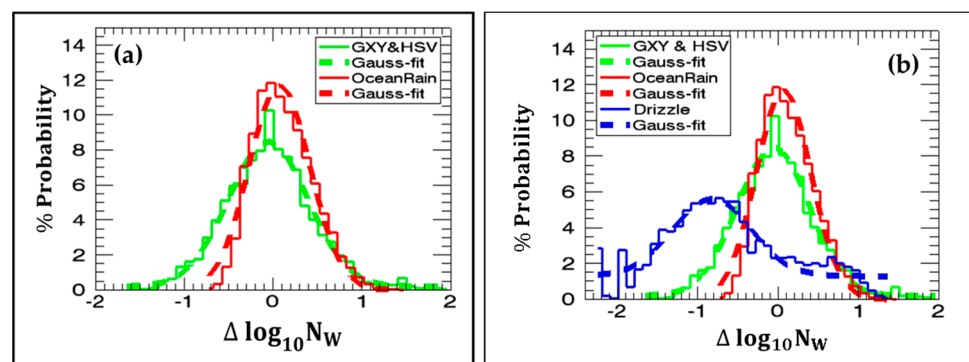 (a)
GXY&HSV
Gauss-fit
OceanRain
Gauss-fit
% Probability
14
12
10
8
6
4
2
0
-2
-1
0
1
2
Δ log₁₀N_W
(b)
GXY & HSV
Gauss-fit
OceanRain
Gauss-fit
Drizzle
Gauss-fit
% Probability
14
12
10
8
6
4
2
0
-2
-1
0
1
2
Δ log₁₀N_W